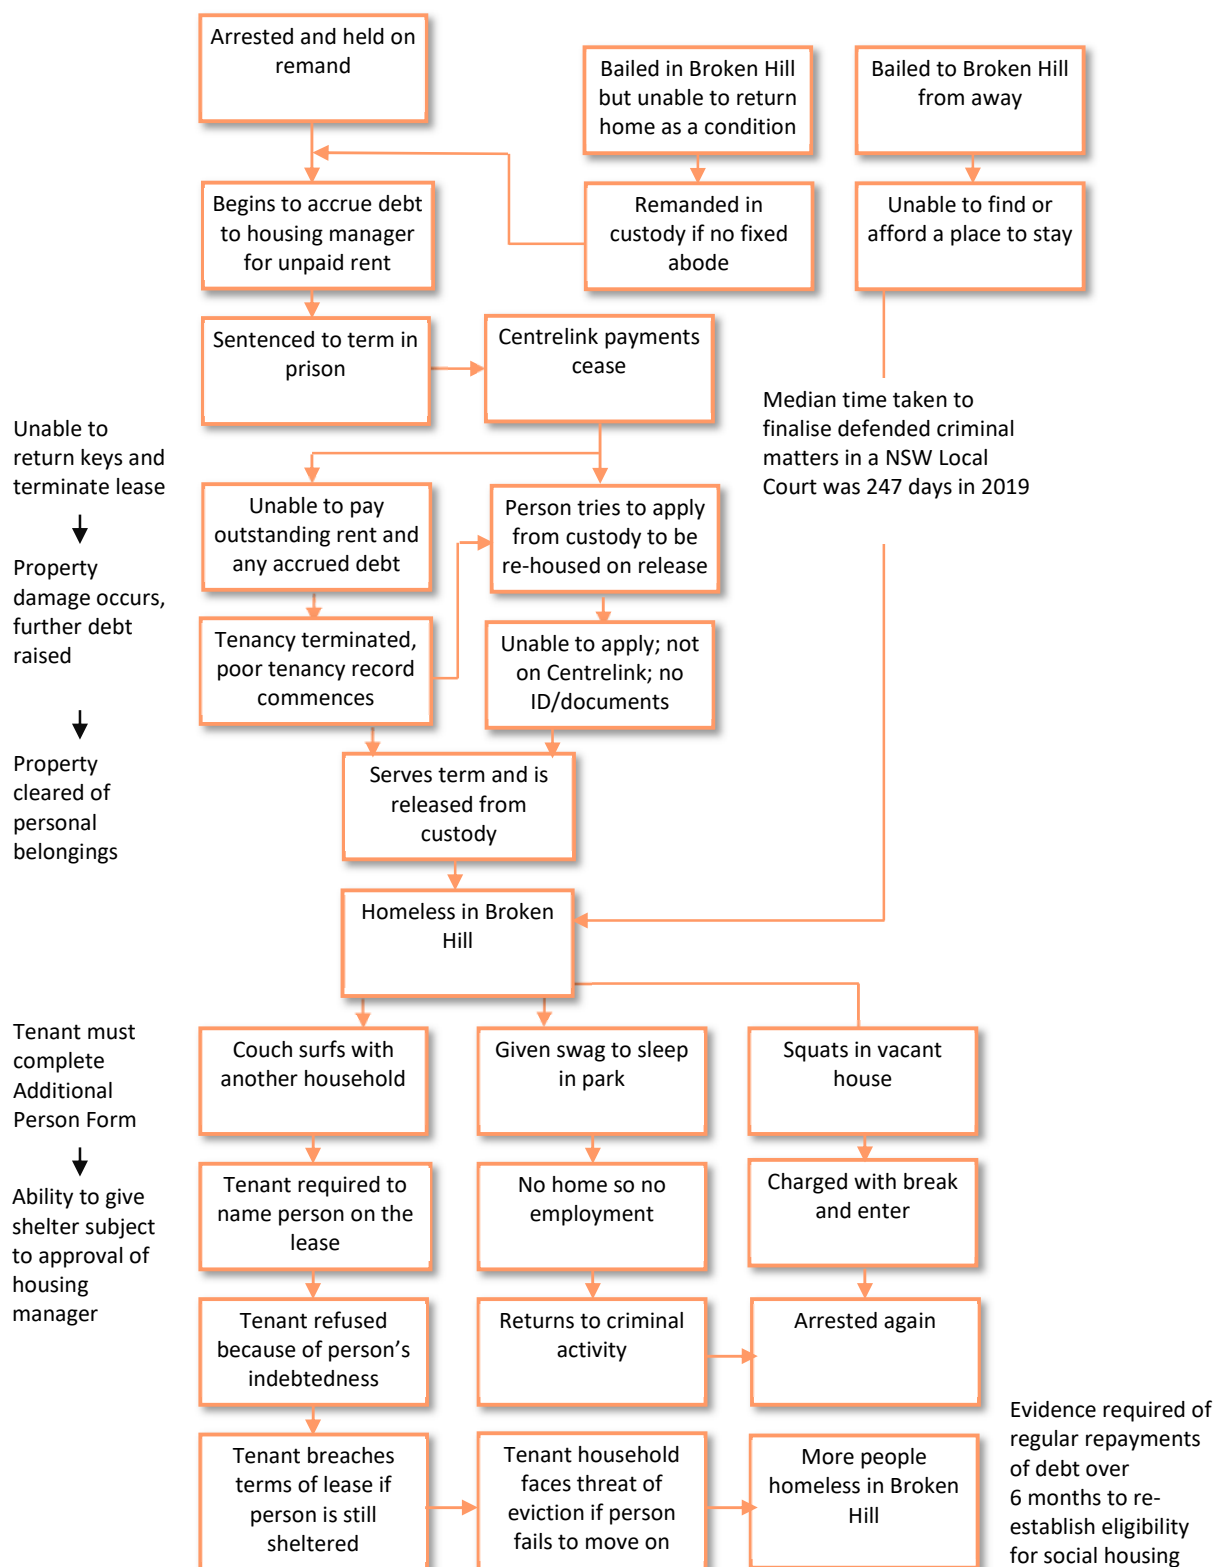 Arrested and held on
remand
Bailed in Broken Hill
but unable to return
home as a condition
Bailed to Broken Hill
from away
Begins to accrue debt
to housing manager
for unpaid rent
Remanded in
custody if no fixed
abode
Unable to find or
afford a place to stay
Sentenced to term in
prison
Centrelink payments
cease
Median time taken to
finalise defended criminal
matters in a NSW Local
Court was 247 days in 2019
Unable to
return keys and
terminate lease
Property
damage occurs,
further debt
raised
Property
cleared of
personal
belongings
Unable to pay
outstanding rent and
any accrued debt
Person tries to apply
from custody to be
re-housed on release
Tenancy terminated,
poor tenancy record
commences
Unable to apply; not
on Centrelink; no
ID/documents
Serves term and is
released from
custody
Homeless in Broken
Hill
Tenant must
complete
Additional
Person Form
Ability to give
shelter subject
to approval of
housing
manager
Couch surfs with
another household
Given swag to sleep
in park
Squats in vacant
house
Tenant required to
name person on the
lease
No home so no
employment
Charged with break
and enter
Tenant refused
because of person’s
indebtedness
Returns to criminal
activity
Arrested again
Tenant breaches
terms of lease if
person is still
sheltered
Tenant household
faces threat of
eviction if person
fails to move on
More people
homeless in Broken
Hill
Evidence required of
regular repayments
of debt over
6 months to re-
establish eligibility
for social housing